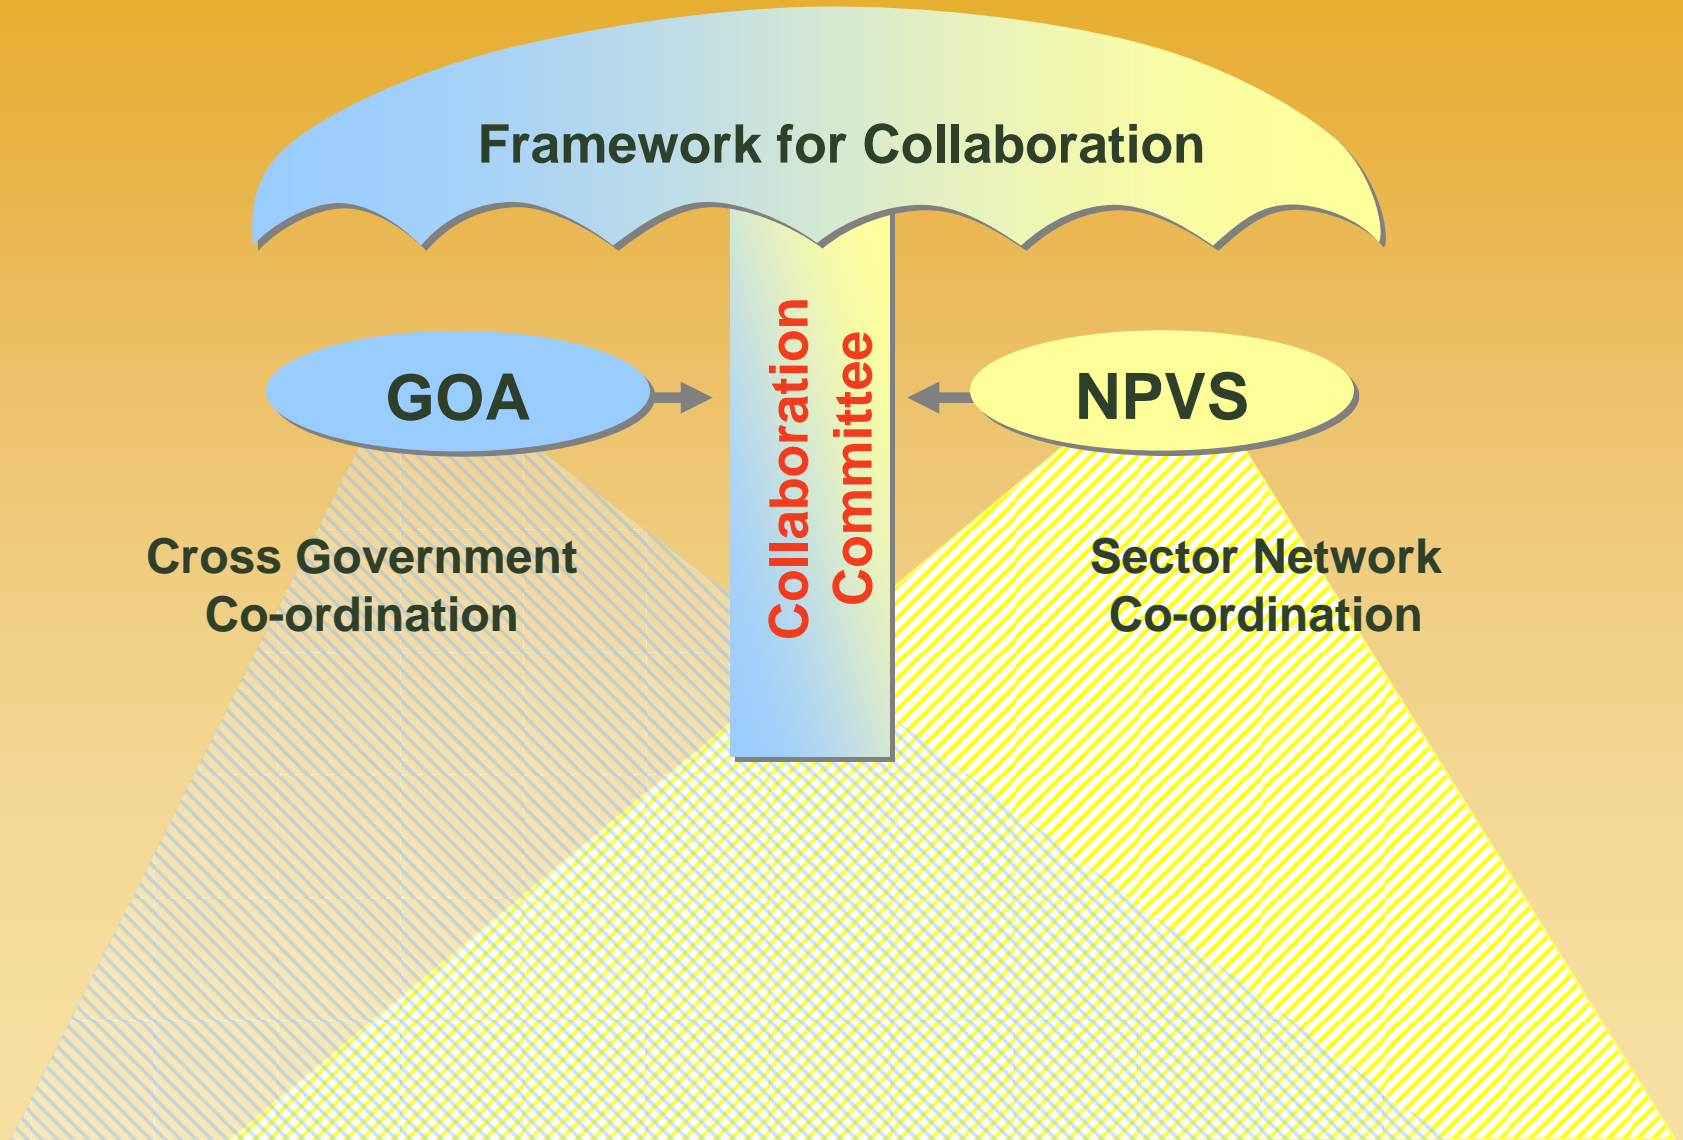 Framework for Collaboration
GOA
Collaboration
Committee
NPVS
Cross Government
Co-ordination
Sector Network
Co-ordination